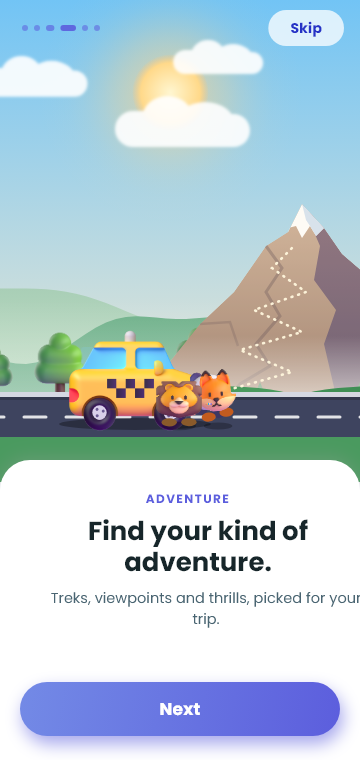 Skip
ADVENTURE
Find your kind of
adventure.
Treks, viewpoints and thrills, picked for your
trip.
Next